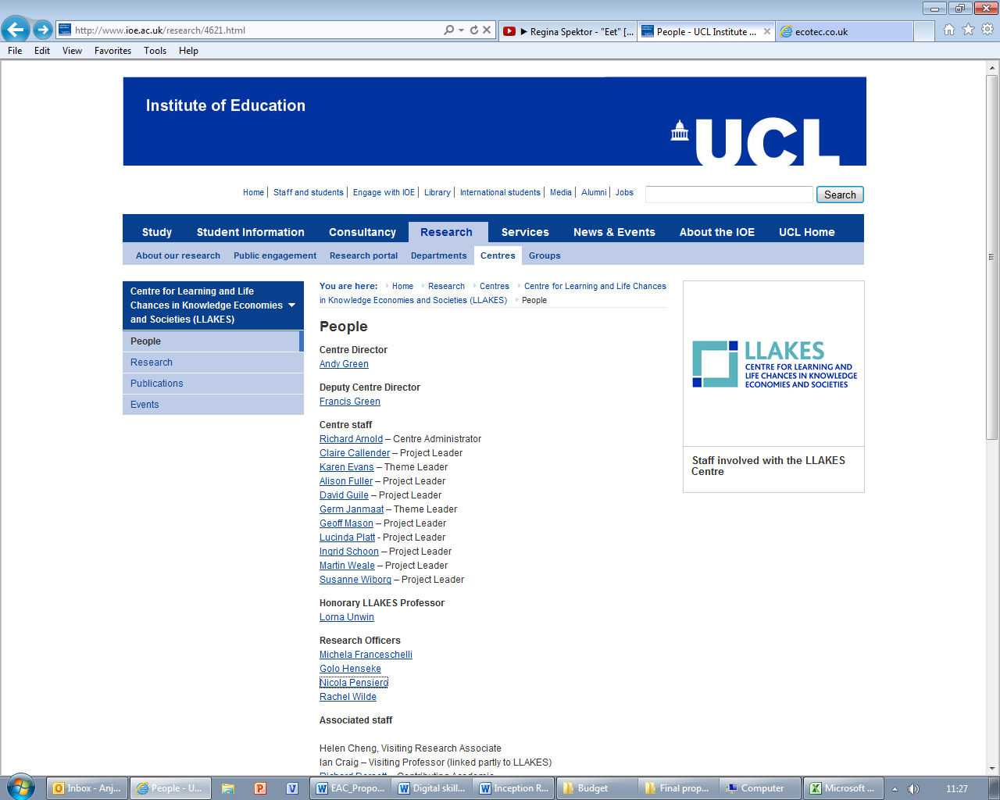 http://www.ioe.ac.uk/research/4621.html
▶ Regina Spektor - "Eet" [...
People - UCL Institute ...
ecotec.co.uk
File Edit View Favorites Tools Help
Institute of Education
UCL
Home Staff and students Engage with IOE Library International students Media Alumni Jobs
Search
Study Student Information Consultancy Research Services News & Events About the IOE UCL Home
About our research Public engagement Research portal Departments Centres Groups
Centre for Learning and Life
Chances in Knowledge Economies
and Societies (LLAKES)
People
Research
Publications
Events
You are here: Home Research Centres Centre for Learning and Life Chances
in Knowledge Economies and Societies (LLAKES) People
People
Centre Director
Andy Green
Deputy Centre Director
Francis Green
Centre staff
Richard Arnold – Centre Administrator
Claire Callender – Project Leader
Karen Evans – Theme Leader
Alison Fuller – Project Leader
David Guile – Project Leader
Germ Janmaat – Theme Leader
Geoff Mason – Project Leader
Lucinda Platt - Project Leader
Ingrid Schoon – Project Leader
Martin Weale – Project Leader
Susanne Wiborg – Project Leader
Honorary LLAKES Professor
Lorna Unwin
Research Officers
Michela Franceschelli
Golo Henseke
Nicola Pensiero
Rachel Wilde
Associated staff
Helen Cheng, Visiting Research Associate
Ian Craig – Visiting Professor (linked partly to LLAKES)
Richard Dorsett – Contributing Academic
LLAKES
CENTRE FOR LEARNING AND
LIFE CHANCES IN KNOWLEDGE
ECONOMIES AND SOCIETIES
Staff involved with the LLAKES
Centre
Inbox - Anj...
People - U...
EAC_Propo...
Digital skill...
Inception R...
Budget
Final prop...
Computer
Microsoft ...
11:27